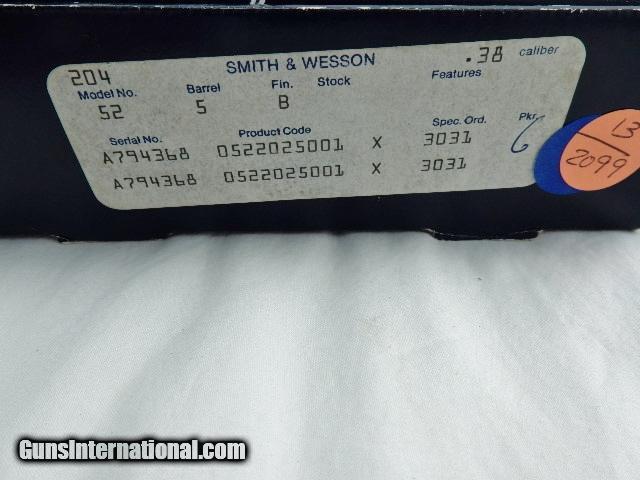 204 SMITH & WESSON .38 caliber
Model No. Barrel Fin. Stock Features
52 5 B
Serial No. Product Code Spec. Ord. Pkr.
A794368 0522025001 X 3031 6
A794368 0522025001 X 3031
13
2099
GunsInternational.com